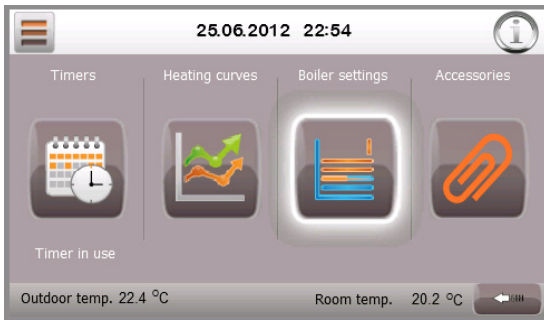 25.06.2012 22:54
Timers Heating curves Boiler settings Accessories
Timer in use
Outdoor temp. 22.4 °C Room temp. 20.2 °C